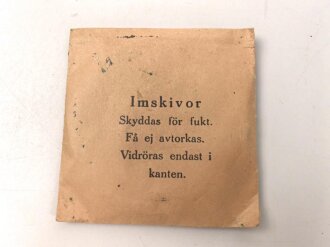 Imskivor
Skyddas för fukt.
Få ej avtorkas.
Vidröras endast i
kanten.